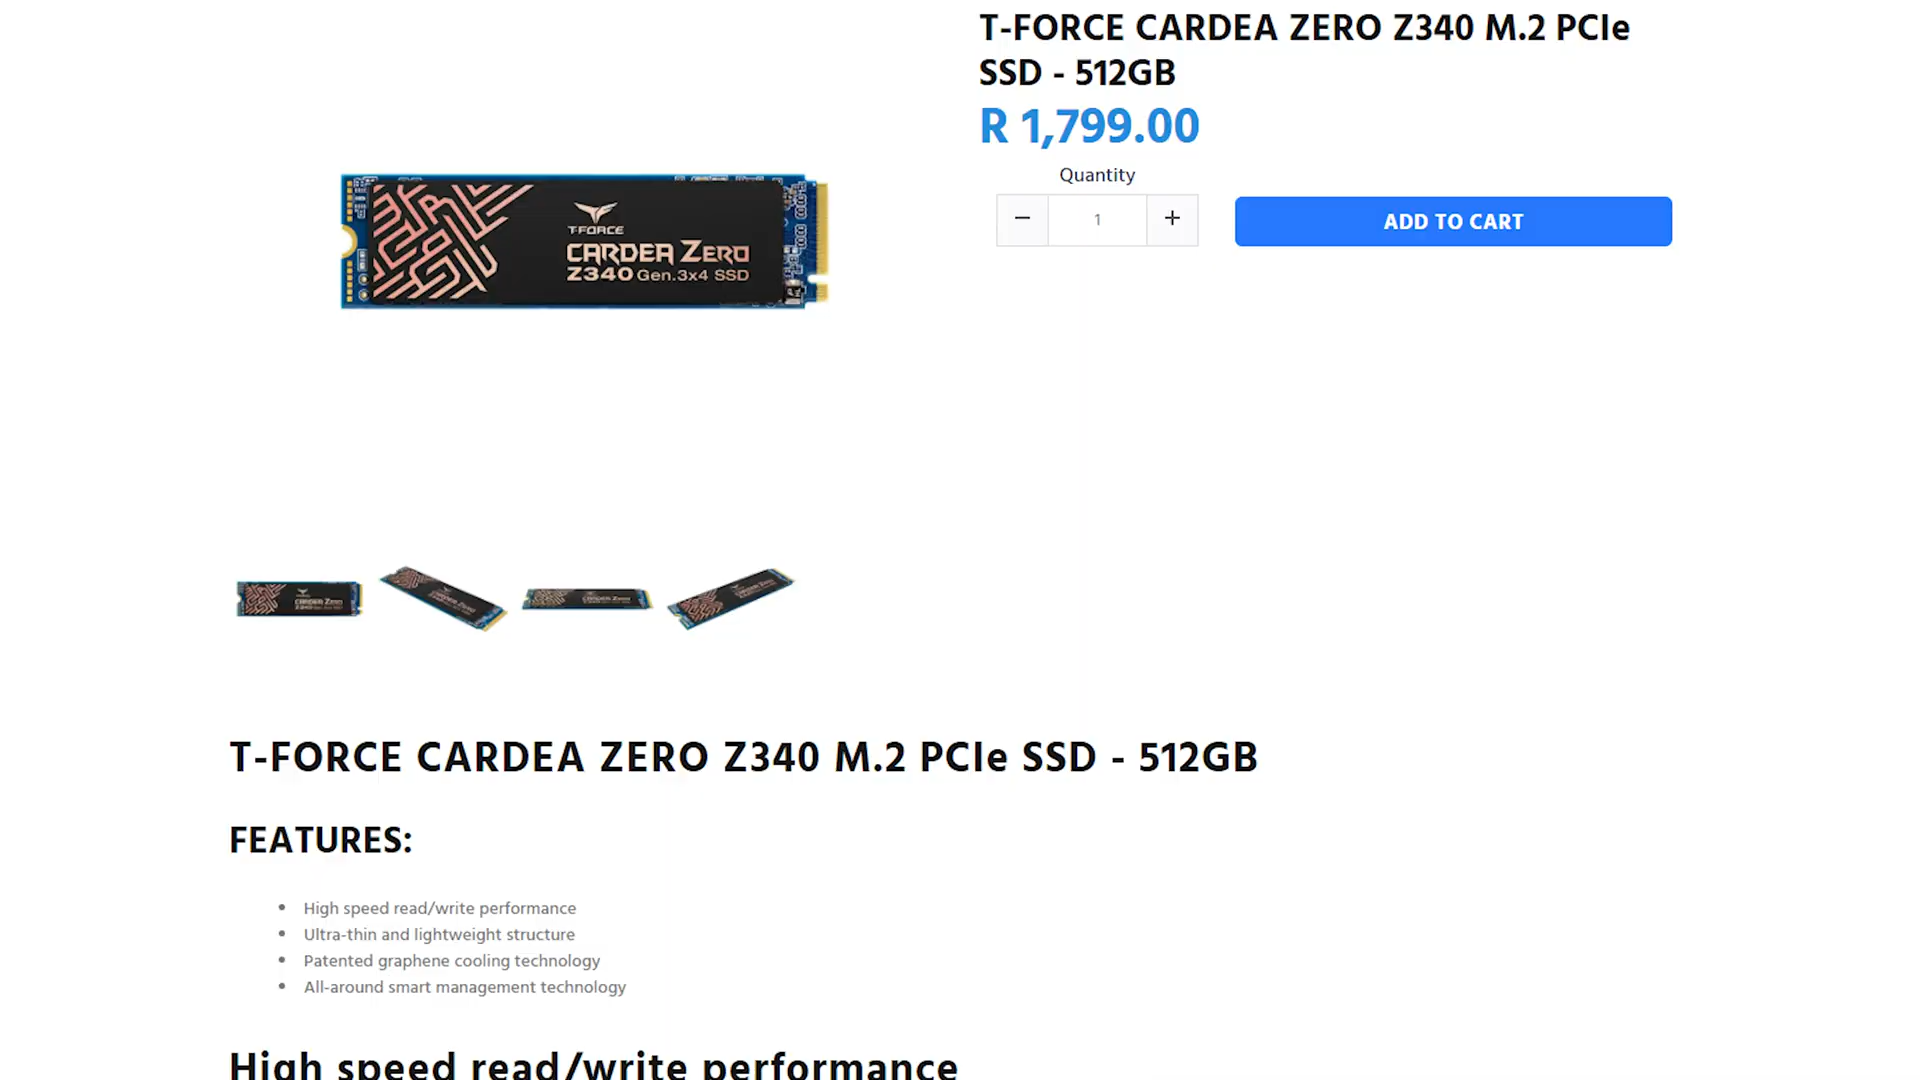 T-FORCE CARDEA ZERO Z340 M.2 PCIe
SSD - 512GB
R 1,799.00
Quantity
1
ADD TO CART
T-FORCE
CARDEA ZERO
Z340 Gen.3x4 SSD
T-FORCE CARDEA ZERO Z340 M.2 PCIe SSD - 512GB
FEATURES:
High speed read/write performance
Ultra-thin and lightweight structure
Patented graphene cooling technology
All-around smart management technology
High speed read/write performance